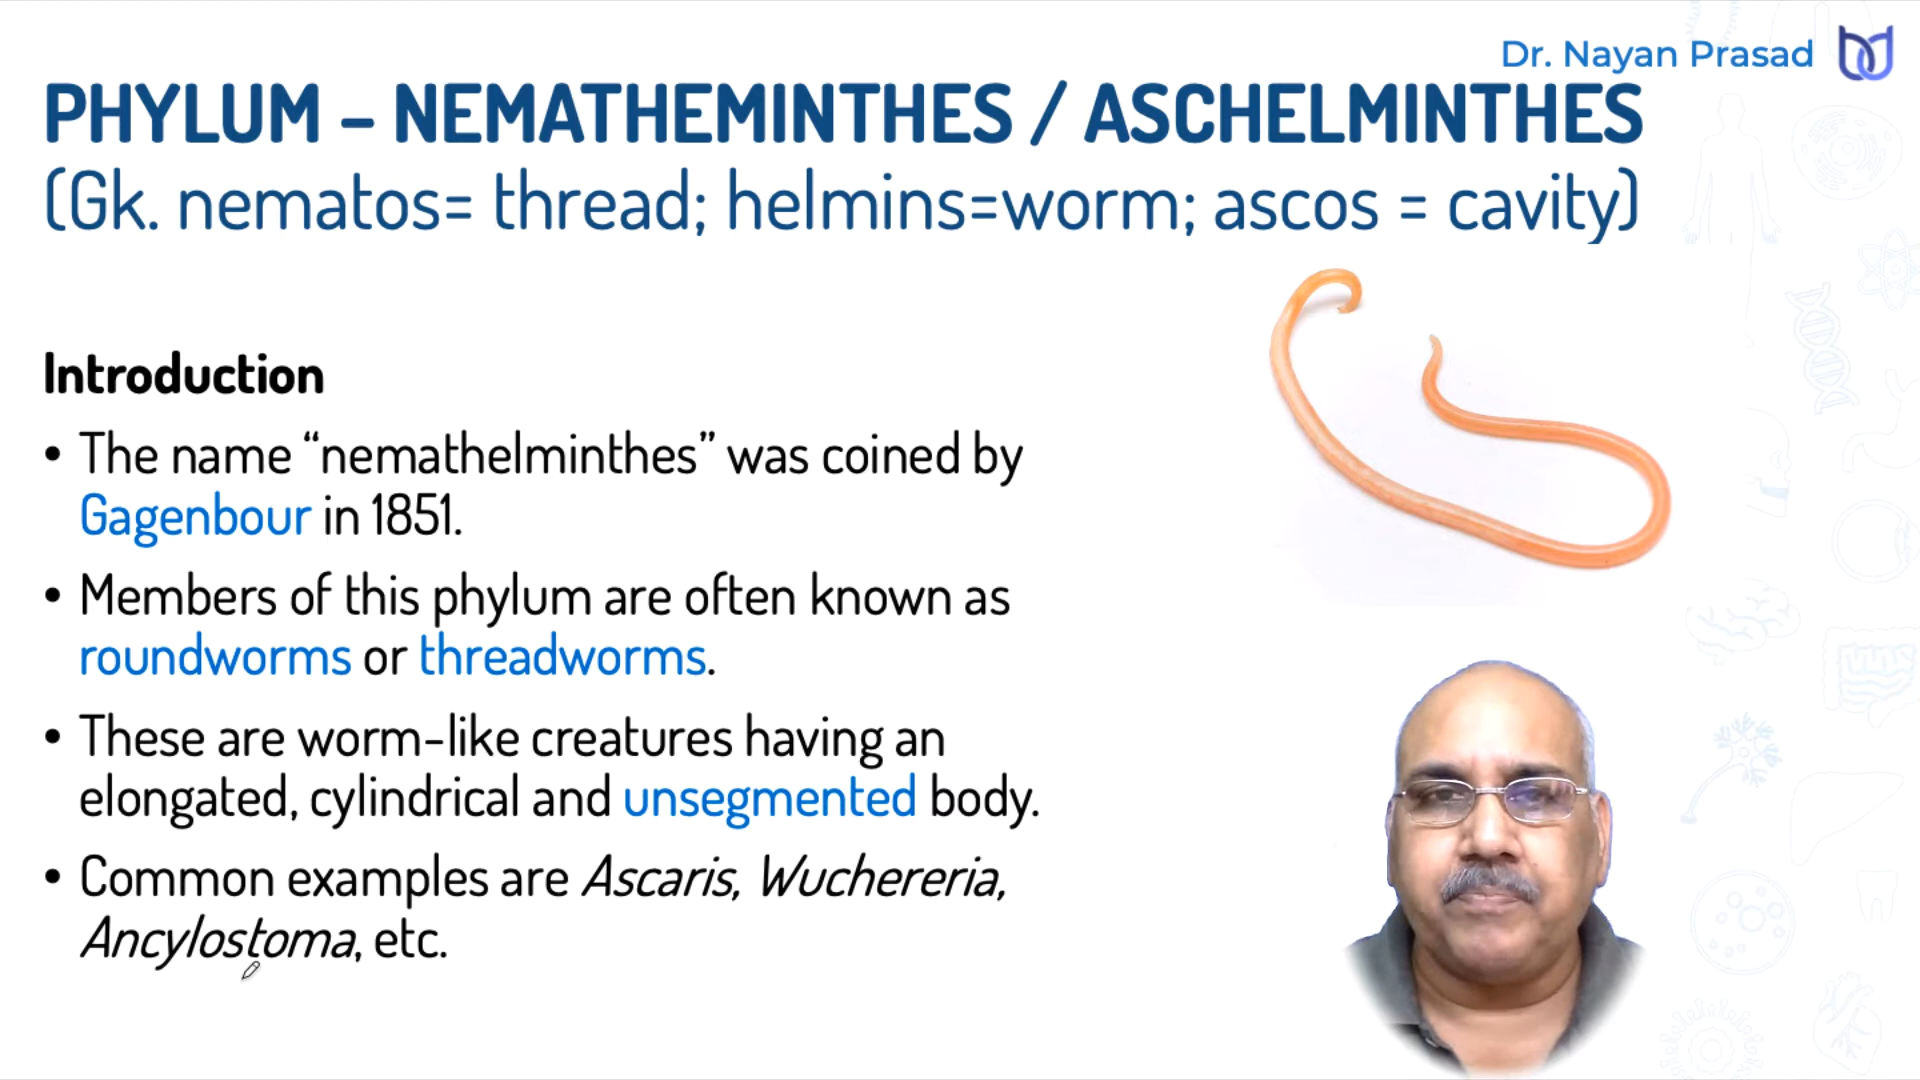 Dr. Nayan Prasad
PHYLUM – NEMATHEMINTHES / ASCHELMINTHES
(Gk. nematos= thread; helmins=worm; ascos = cavity)
Introduction
• The name “nemathelminthes” was coined by
Gagenbour in 1851.
• Members of this phylum are often known as
roundworms or threadworms.
• These are worm-like creatures having an
elongated, cylindrical and unsegmented body.
• Common examples are Ascaris, Wuchereria,
Ancylostoma, etc.